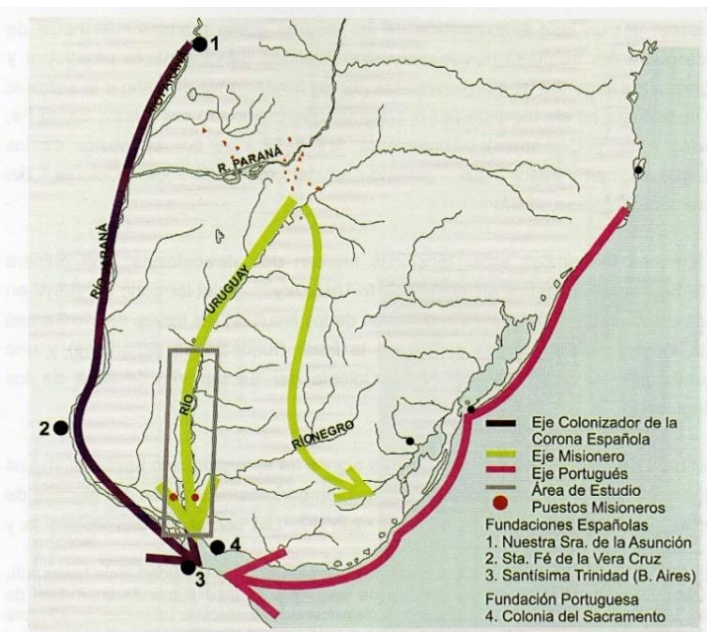 1
RÍO PARANÁ
R. PARANÁ
RÍO PARANÁ
URUGUAY
RÍO
2
RÍO NEGRO
4
3
Eje Colonizador de la
Corona Española
Eje Misionero
Eje Portugués
Área de Estudio
Puestos Misioneros
Fundaciones Españolas
1. Nuestra Sra. de la Asunción
2. Sta. Fé de la Vera Cruz
3. Santísima Trinidad (B. Aires)
Fundación Portuguesa
4. Colonia del Sacramento